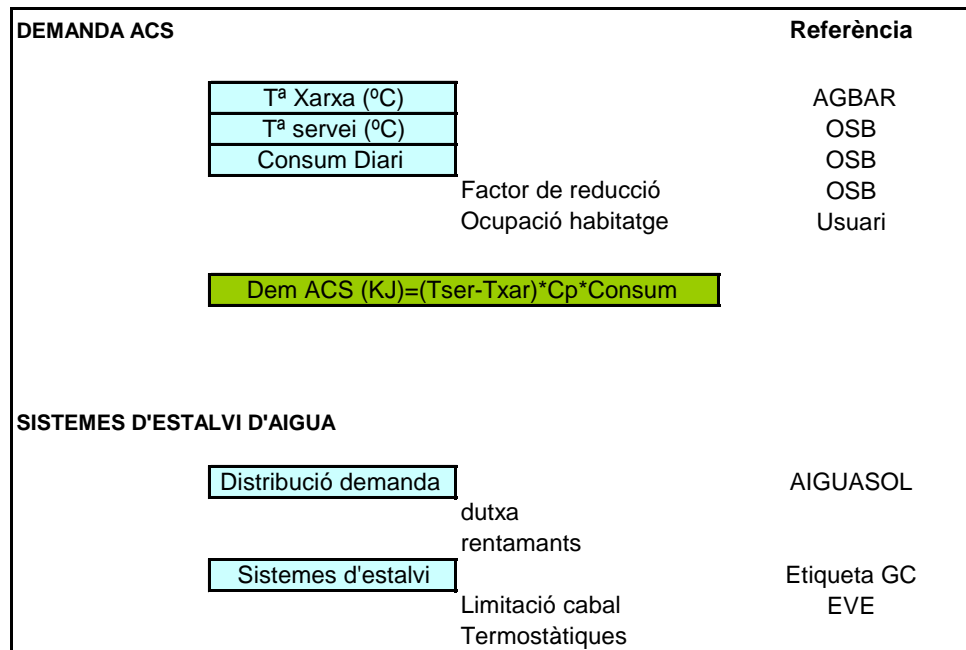 DEMANDA ACS Referència
Tª Xarxa (ºC) AGBAR
Tª servei (ºC) OSB
Consum Diari OSB
Factor de reducció OSB
Ocupació habitatge Usuari
Dem ACS (KJ)=(Tser-Txar)*Cp*Consum
SISTEMES D'ESTALVI D'AIGUA
Distribució demanda AIGUASOL
dutxa
rentamants
Sistemes d'estalvi Etiqueta GC
Limitació cabal EVE
Termostàtiques